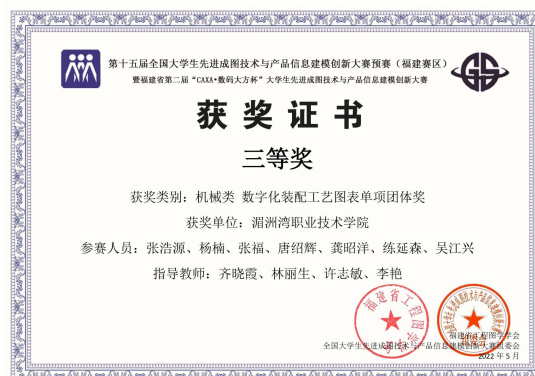 第十五届全国大学生先进成图技术与产品信息建模创新大赛预赛（福建赛区）
暨福建省第二届“CAXA•数码大方杯”大学生先进成图技术与产品信息建模创新大赛
获奖证书
三等奖
获奖类别：机械类 数字化装配工艺图表单项团体奖
获奖单位：湄洲湾职业技术学院
参赛人员：张浩源、杨楠、张福、唐绍辉、龚昭洋、练延森、吴江兴
指导教师：齐晓霞、林丽生、许志敏、李艳
福建省工程图学学会
全国大学生先进成图技术与产品信息建模创新大赛组委会
2022年5月